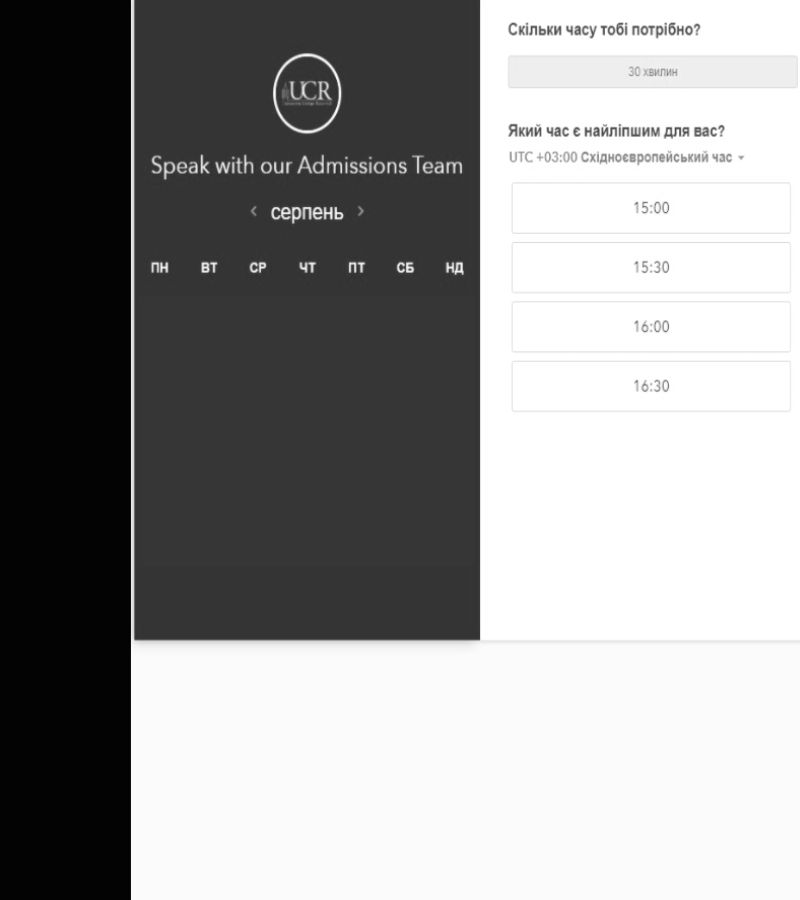 UCR
Speak with our Admissions Team
серпень
ПН ВТ СР ЧТ ПТ СБ НД
Скільки часу тобі потрібно?
30 хвилин
Який час є найліпшим для вас?
UTC +03:00 Східноєвропейський час
15:00
15:30
16:00
16:30